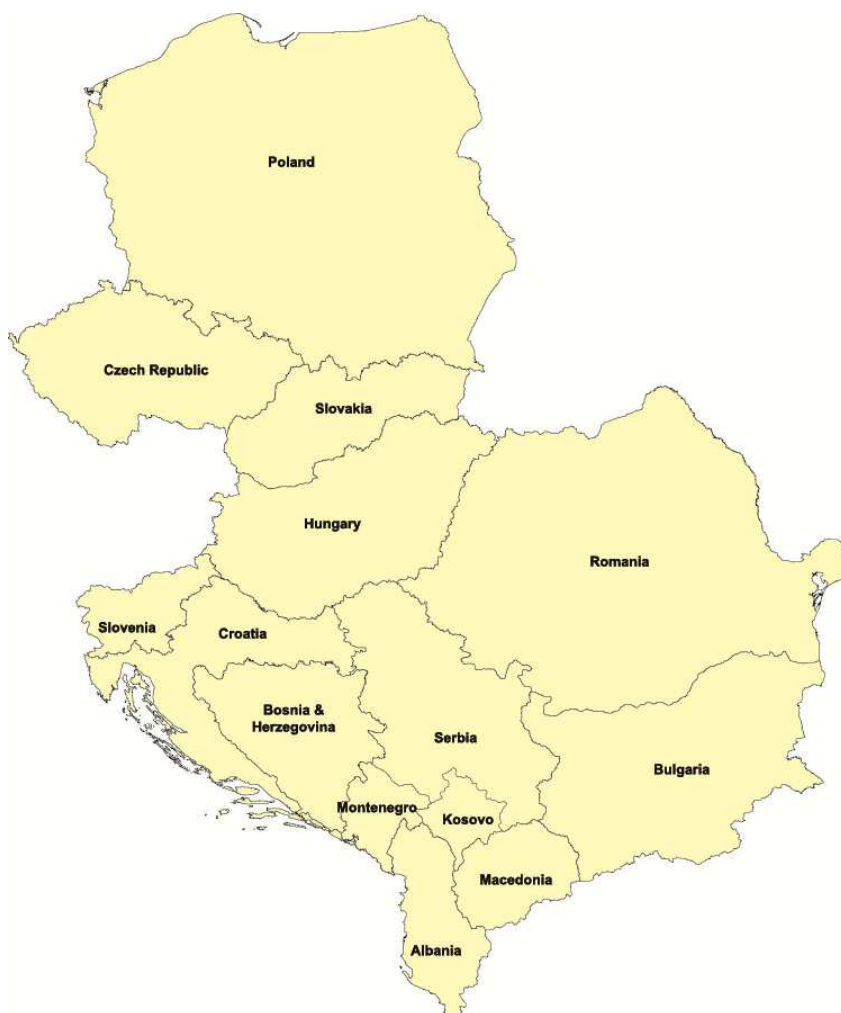 Poland
Czech Republic
Slovakia
Hungary
Romania
Slovenia
Croatia
Bosnia &
Herzegovina
Serbia
Bulgaria
Montenegro
Kosovo
Macedonia
Albania